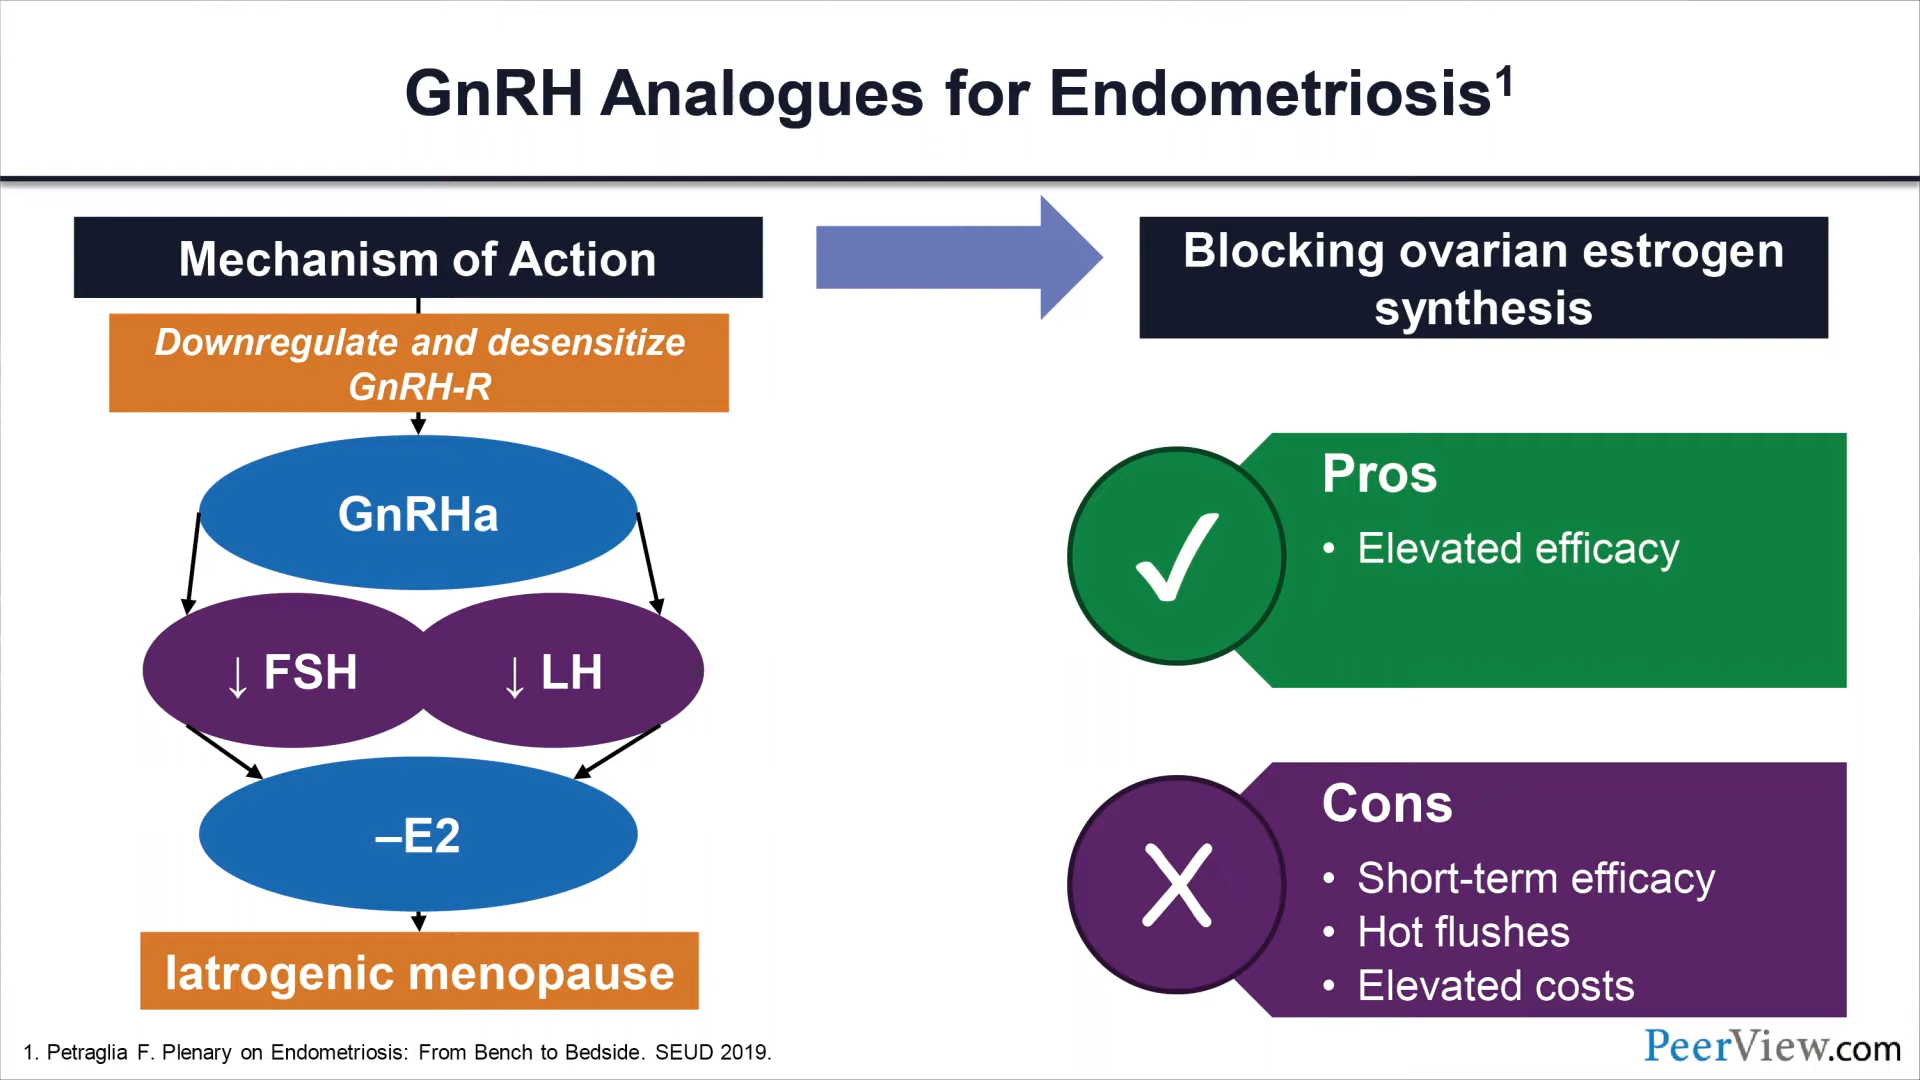 GnRH Analogues for Endometriosis¹
Mechanism of Action
Downregulate and desensitize
GnRH-R
GnRHa
↓ FSH
↓ LH
–E2
Iatrogenic menopause
Blocking ovarian estrogen
synthesis
Pros
• Elevated efficacy
Cons
• Short-term efficacy
• Hot flushes
• Elevated costs
1. Petraglia F. Plenary on Endometriosis: From Bench to Bedside. SEUD 2019.
PeerView.com